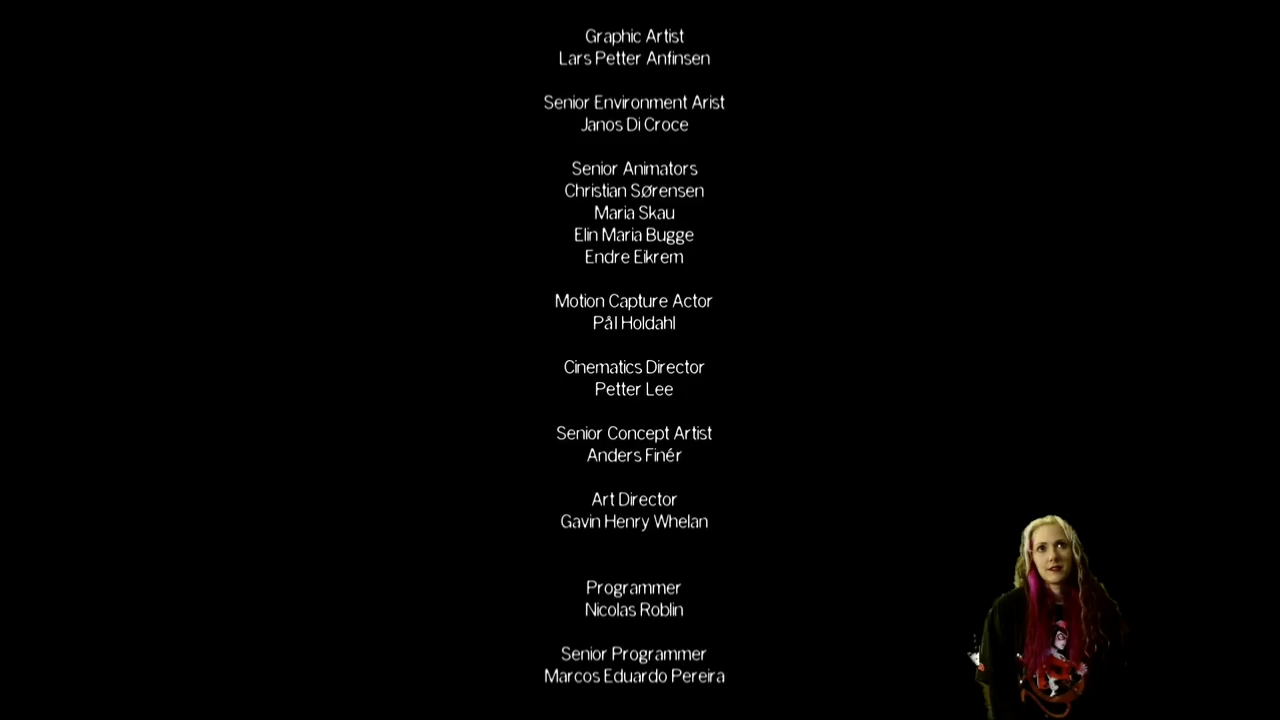 Graphic Artist
Lars Petter Anfinsen
Senior Environment Arist
Janos Di Croce
Senior Animators
Christian Sørensen
Maria Skau
Elin Maria Bugge
Endre Eikrem
Motion Capture Actor
Pål Holdahl
Cinematics Director
Petter Lee
Senior Concept Artist
Anders Finér
Art Director
Gavin Henry Whelan
Programmer
Nicolas Roblin
Senior Programmer
Marcos Eduardo Pereira